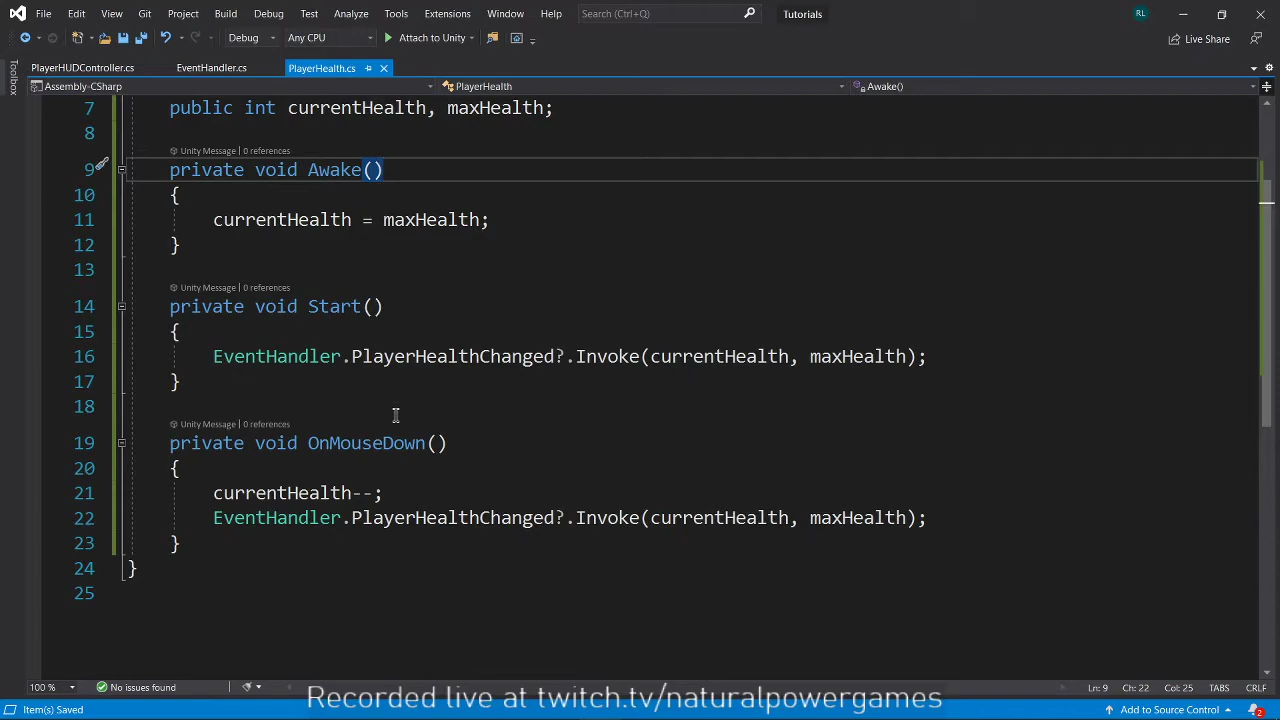 File Edit View Git Project Build Debug Test Analyze Tools Extensions Window Help Search (Ctrl+Q) Tutorials RL
Debug Any CPU Attach to Unity Live Share
Toolbox
PlayerHUDController.cs EventHandler.cs PlayerHealth.cs
Assembly-CSharp PlayerHealth Awake()
7 public int currentHealth, maxHealth;
8
Unity Message | 0 references
9 private void Awake()
10 {
11 currentHealth = maxHealth;
12 }
13
Unity Message | 0 references
14 private void Start()
15 {
16 EventHandler.PlayerHealthChanged?.Invoke(currentHealth, maxHealth);
17 }
18
Unity Message | 0 references
19 private void OnMouseDown()
20 {
21 currentHealth--;
22 EventHandler.PlayerHealthChanged?.Invoke(currentHealth, maxHealth);
23 }
24 }
25
100 % No issues found Ln: 9 Ch: 22 Col: 25 TABS CRLF
Recorded live at twitch.tv/naturalpowergames
Item(s) Saved Add to Source Control 2